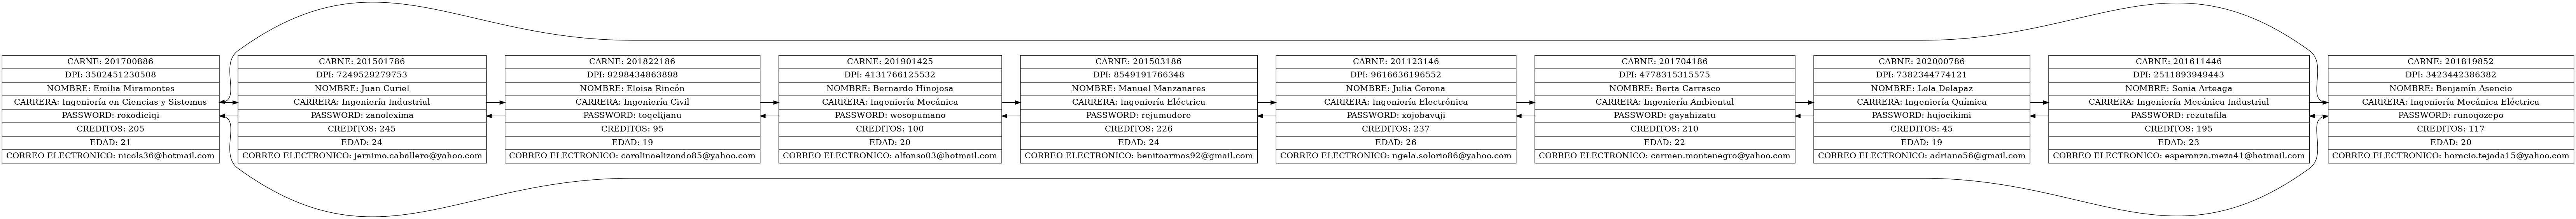 CARNE: 201700886
DPI: 3502451230508
NOMBRE: Emilia Miramontes
CARRERA: Ingeniería en Ciencias y Sistemas
PASSWORD: roxodiciqi
CREDITOS: 205
EDAD: 21
CORREO ELECTRONICO: nicols36@hotmail.com
CARNE: 201501786
DPI: 7249529279753
NOMBRE: Juan Curiel
CARRERA: Ingeniería Industrial
PASSWORD: zanolexima
CREDITOS: 245
EDAD: 24
CORREO ELECTRONICO: jernimo.caballero@yahoo.com
CARNE: 201822186
DPI: 9298434863898
NOMBRE: Eloisa Rincón
CARRERA: Ingeniería Civil
PASSWORD: toqelijanu
CREDITOS: 95
EDAD: 19
CORREO ELECTRONICO: carolinaelizondo85@yahoo.com
CARNE: 201901425
DPI: 4131766125532
NOMBRE: Bernardo Hinojosa
CARRERA: Ingeniería Mecánica
PASSWORD: wosopumano
CREDITOS: 100
EDAD: 20
CORREO ELECTRONICO: alfonso03@hotmail.com
CARNE: 201503186
DPI: 8549191766348
NOMBRE: Manuel Manzanares
CARRERA: Ingeniería Eléctrica
PASSWORD: rejumudore
CREDITOS: 226
EDAD: 24
CORREO ELECTRONICO: benitoarmas92@gmail.com
CARNE: 201123146
DPI: 9616636196552
NOMBRE: Julia Corona
CARRERA: Ingeniería Electrónica
PASSWORD: xojobavuji
CREDITOS: 237
EDAD: 26
CORREO ELECTRONICO: ngela.solorio86@yahoo.com
CARNE: 201704186
DPI: 4778315315575
NOMBRE: Berta Carrasco
CARRERA: Ingeniería Ambiental
PASSWORD: gayahizatu
CREDITOS: 210
EDAD: 22
CORREO ELECTRONICO: carmen.montenegro@yahoo.com
CARNE: 202000786
DPI: 7382344774121
NOMBRE: Lola Delapaz
CARRERA: Ingeniería Química
PASSWORD: hujocikimi
CREDITOS: 45
EDAD: 19
CORREO ELECTRONICO: adriana56@gmail.com
CARNE: 201611446
DPI: 2511893949443
NOMBRE: Sonia Arteaga
CARRERA: Ingeniería Mecánica Industrial
PASSWORD: rezutafila
CREDITOS: 195
EDAD: 23
CORREO ELECTRONICO: esperanza.meza41@hotmail.com
CARNE: 201819852
DPI: 3423442386382
NOMBRE: Benjamín Asencio
CARRERA: Ingeniería Mecánica Eléctrica
PASSWORD: runoqozepo
CREDITOS: 117
EDAD: 20
CORREO ELECTRONICO: horacio.tejada15@yahoo.com